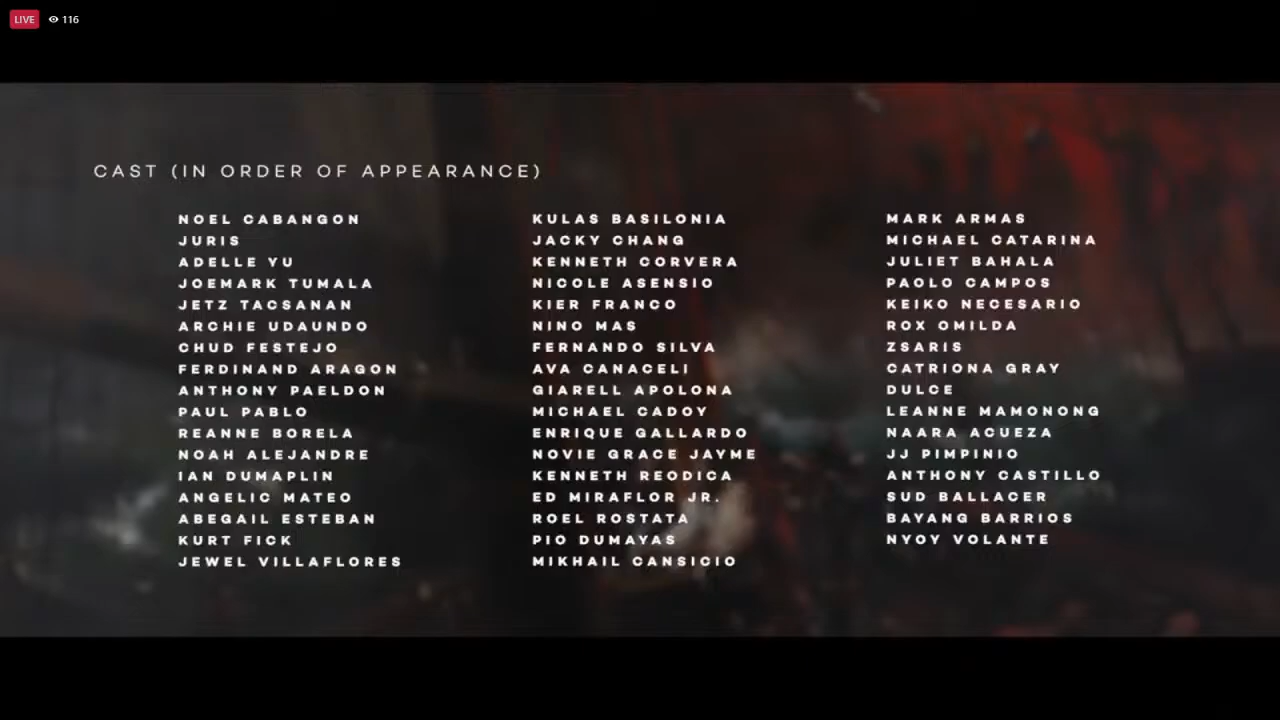 LIVE 116
CAST (IN ORDER OF APPEARANCE)
NOEL CABANGON
JURIS
ADELLE YU
JOEMARK TUMALA
JETZ TACSANAN
ARCHIE UDAUNDO
CHUD FESTEJO
FERDINAND ARAGON
ANTHONY PAELDON
PAUL PABLO
REANNE BORELA
NOAH ALEJANDRE
IAN DUMAPLIN
ANGELIC MATEO
ABEGAIL ESTEBAN
KURT FICK
JEWEL VILLAFLORES
KULAS BASILONIA
JACKY CHANG
KENNETH CORVERA
NICOLE ASENSIO
KIER FRANCO
NINO MAS
FERNANDO SILVA
AVA CANACELI
GIARELL APOLONA
MICHAEL CADOY
ENRIQUE GALLARDO
NOVIE GRACE JAYME
KENNETH REODICA
ED MIRAFLOR JR.
ROEL ROSTATA
PIO DUMAYAS
MIKHAIL CANSICIO
MARK ARMAS
MICHAEL CATARINA
JULIET BAHALA
PAOLO CAMPOS
KEIKO NECESARIO
ROX OMILDA
ZSARIS
CATRIONA GRAY
DULCE
LEANNE MAMONONG
NAARA ACUEZA
JJ PIMPINIO
ANTHONY CASTILLO
SUD BALLACER
BAYANG BARRIOS
NYOY VOLANTE